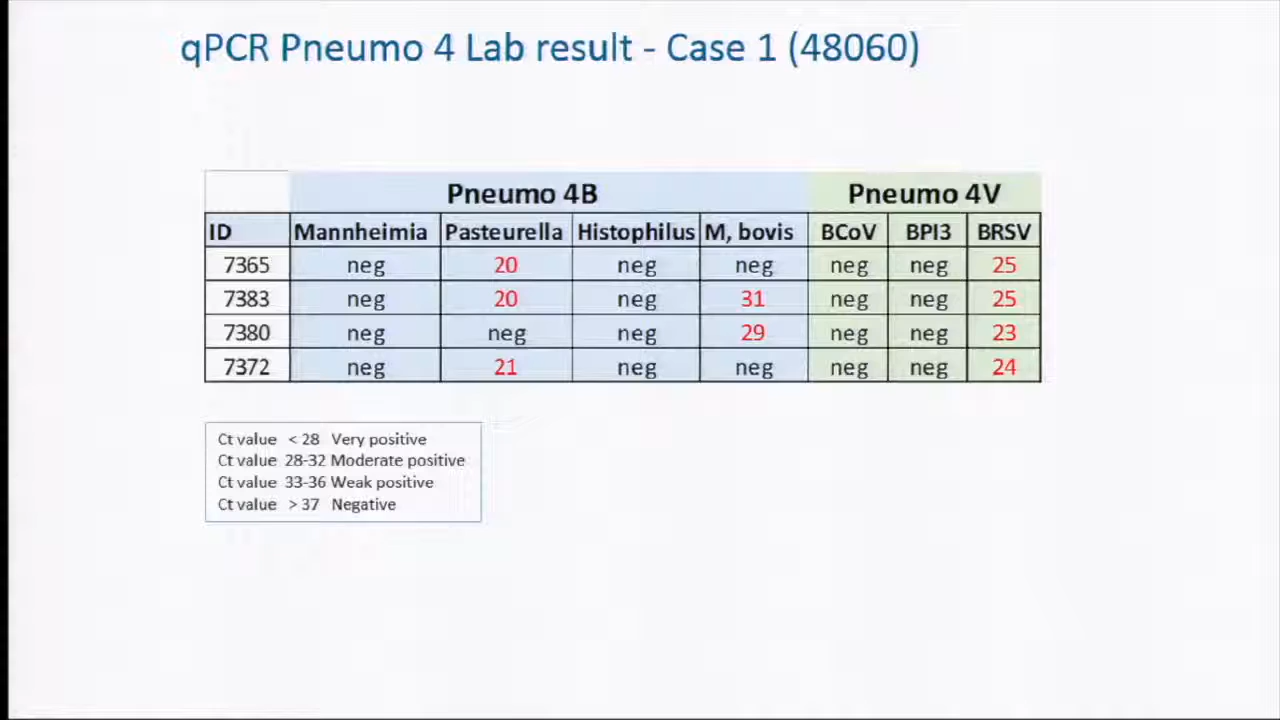 qPCR Pneumo 4 Lab result - Case 1 (48060)
Pneumo 4B Pneumo 4V
ID Mannheimia Pasteurella Histophilus M, bovis BCoV BPI3 BRSV
7365 neg 20 neg neg neg neg 25
7383 neg 20 neg 31 neg neg 25
7380 neg neg neg 29 neg neg 23
7372 neg 21 neg neg neg neg 24
Ct value < 28 Very positive
Ct value 28-32 Moderate positive
Ct value 33-36 Weak positive
Ct value > 37 Negative